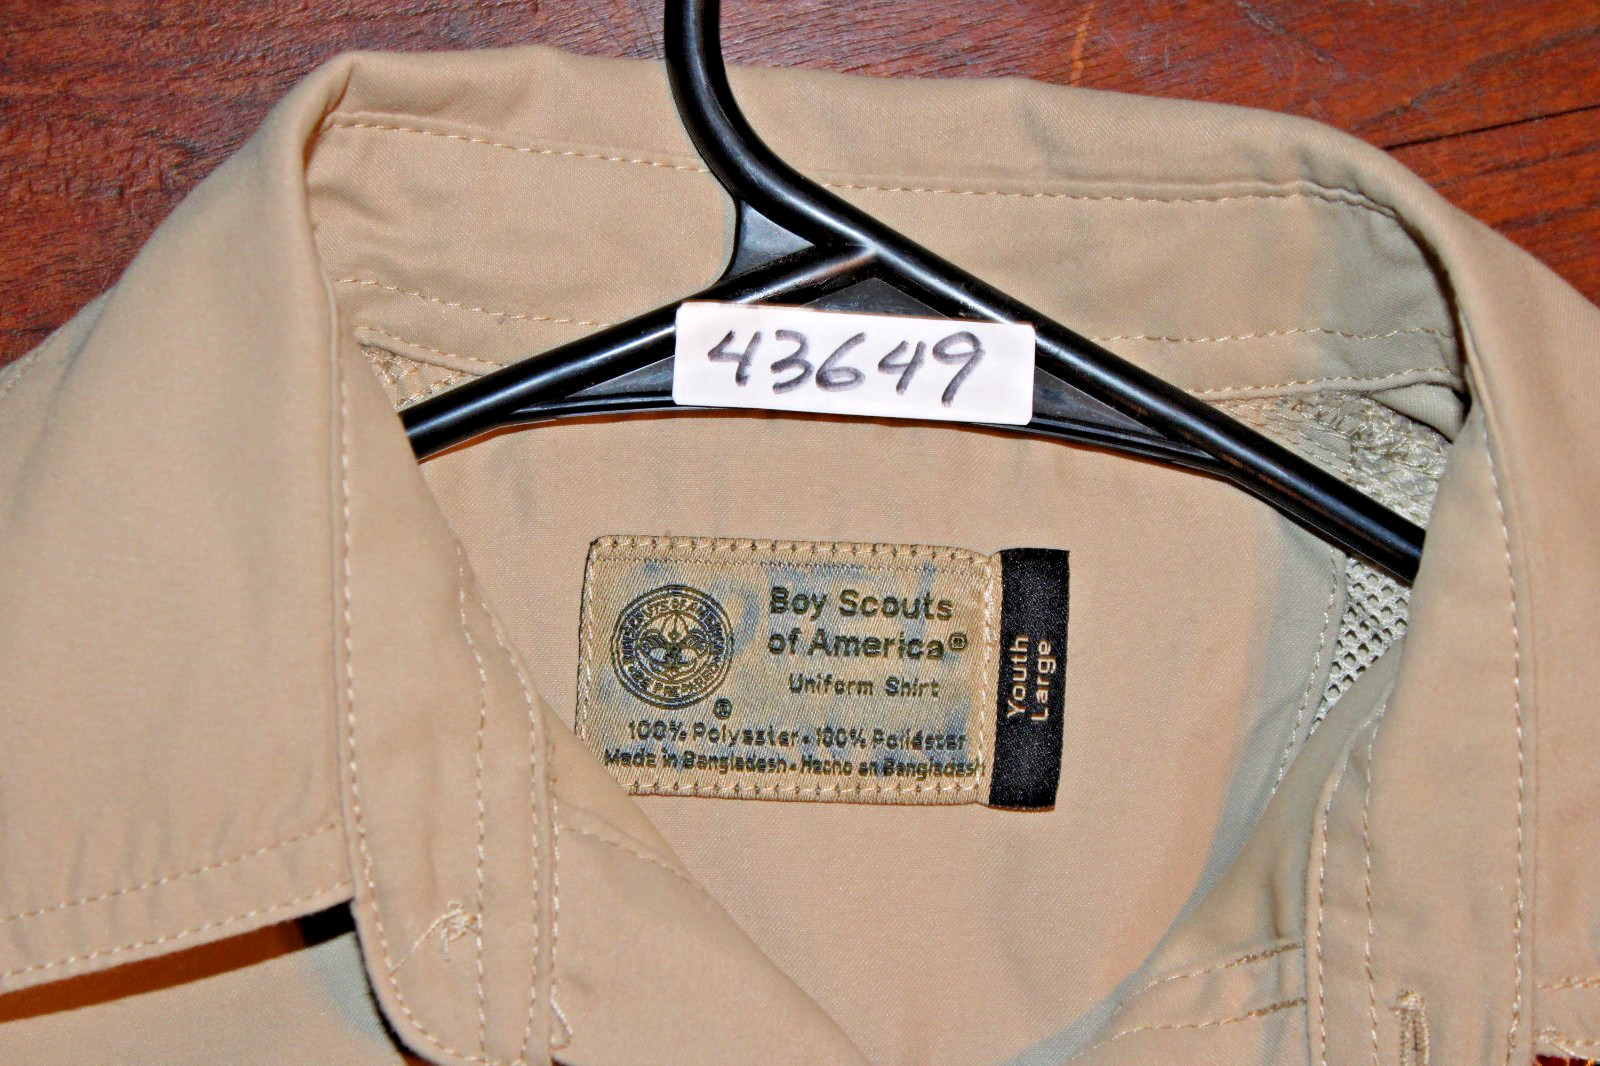 43649
Boy Scouts
of America®
Uniform Shirt
®
100% Polyester • 100% Poliéster
Made in Bangladesh • Hecho en Bangladesh
Youth
Large